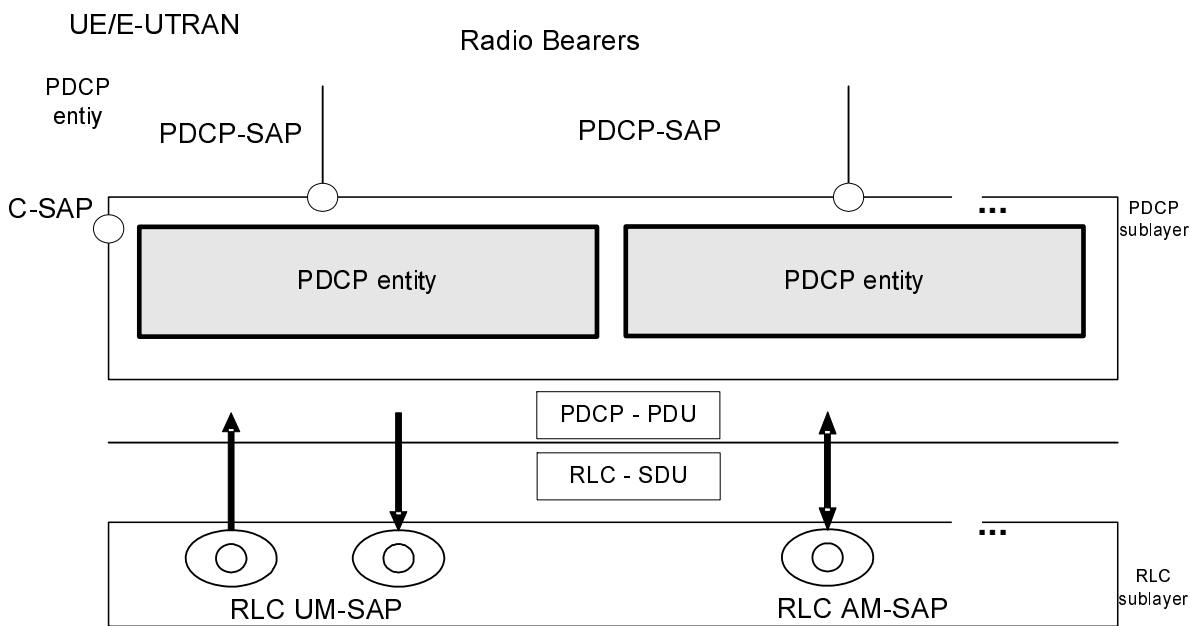 UE/E-UTRAN
Radio Bearers
PDCP
entiy
PDCP-SAP
PDCP-SAP
C-SAP
...
PDCP
sublayer
PDCP entity
PDCP entity
PDCP - PDU
RLC - SDU
...
RLC UM-SAP
RLC AM-SAP
RLC
sublayer